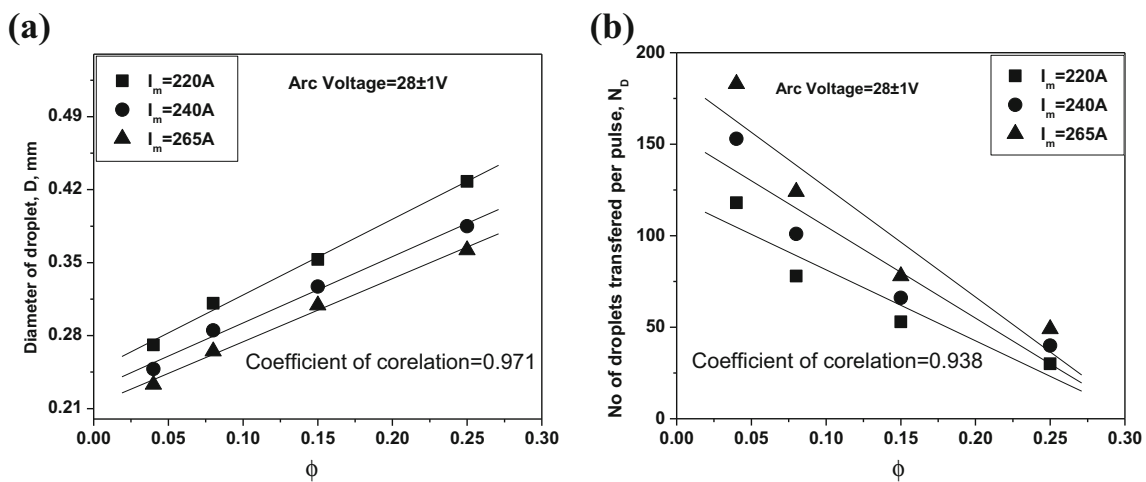 (a)
I_m=220A
I_m=240A
I_m=265A
Arc Voltage=28±1V
Diameter of droplet, D, mm
0.49
0.42
0.35
0.28
0.21
Coefficient of corelation=0.971
0.00 0.05 0.10 0.15 0.20 0.25 0.30
ϕ
(b)
I_m=220A
I_m=240A
I_m=265A
Arc Voltage=28±1V
No of droplets transfered per pulse, N_D
200
150
100
50
0
Coefficient of corelation=0.938
0.00 0.05 0.10 0.15 0.20 0.25 0.30
ϕ